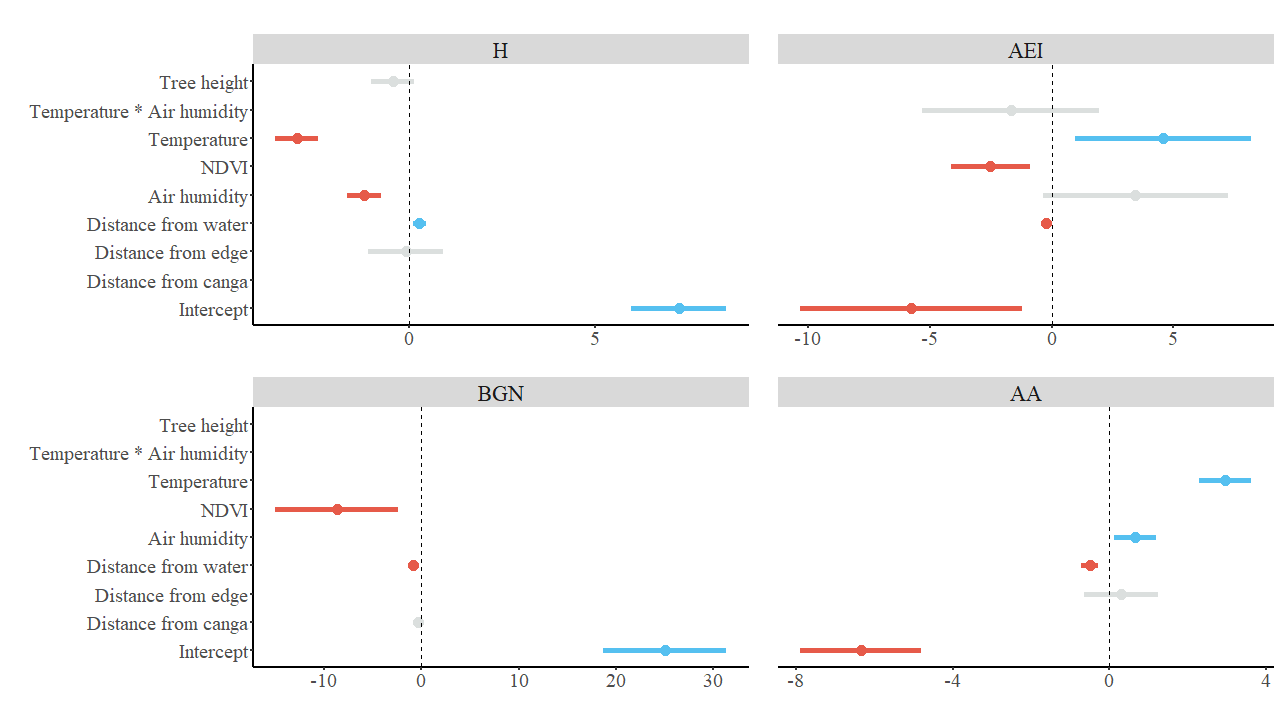 H
AEI
Tree height
Temperature * Air humidity
Temperature
NDVI
Air humidity
Distance from water
Distance from edge
Distance from canga
Intercept
0 5
-10 -5 0 5
BGN
AA
Tree height
Temperature * Air humidity
Temperature
NDVI
Air humidity
Distance from water
Distance from edge
Distance from canga
Intercept
-10 0 10 20 30
-8 -4 0 4